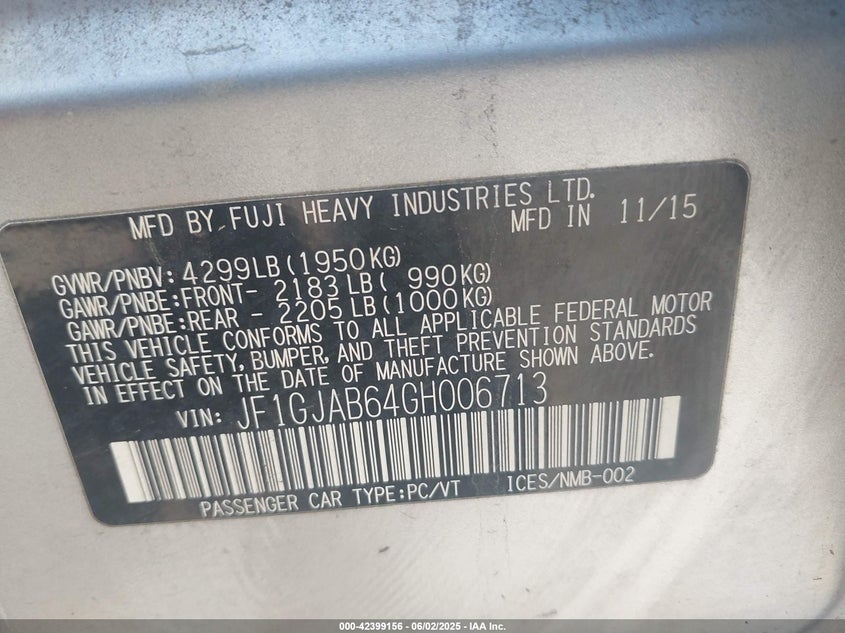 MFD BY FUJI HEAVY INDUSTRIES LTD.
MFD IN 11/15
GVWR/PNBV: 4299LB(1950KG)
GAWR/PNBE:FRONT- 2183LB( 990KG)
GAWR/PNBE:REAR - 2205LB(1000KG)
THIS VEHICLE CONFORMS TO ALL APPLICABLE FEDERAL MOTOR
VEHICLE SAFETY, BUMPER, AND THEFT PREVENTION STANDARDS
IN EFFECT ON THE DATE OF MANUFACTURE SHOWN ABOVE.
VIN: JF1GJAB64GH006713
PASSENGER CAR TYPE:PC/VT ICES/NMB-002
000-42399156 - 06/02/2025 - IAA Inc.